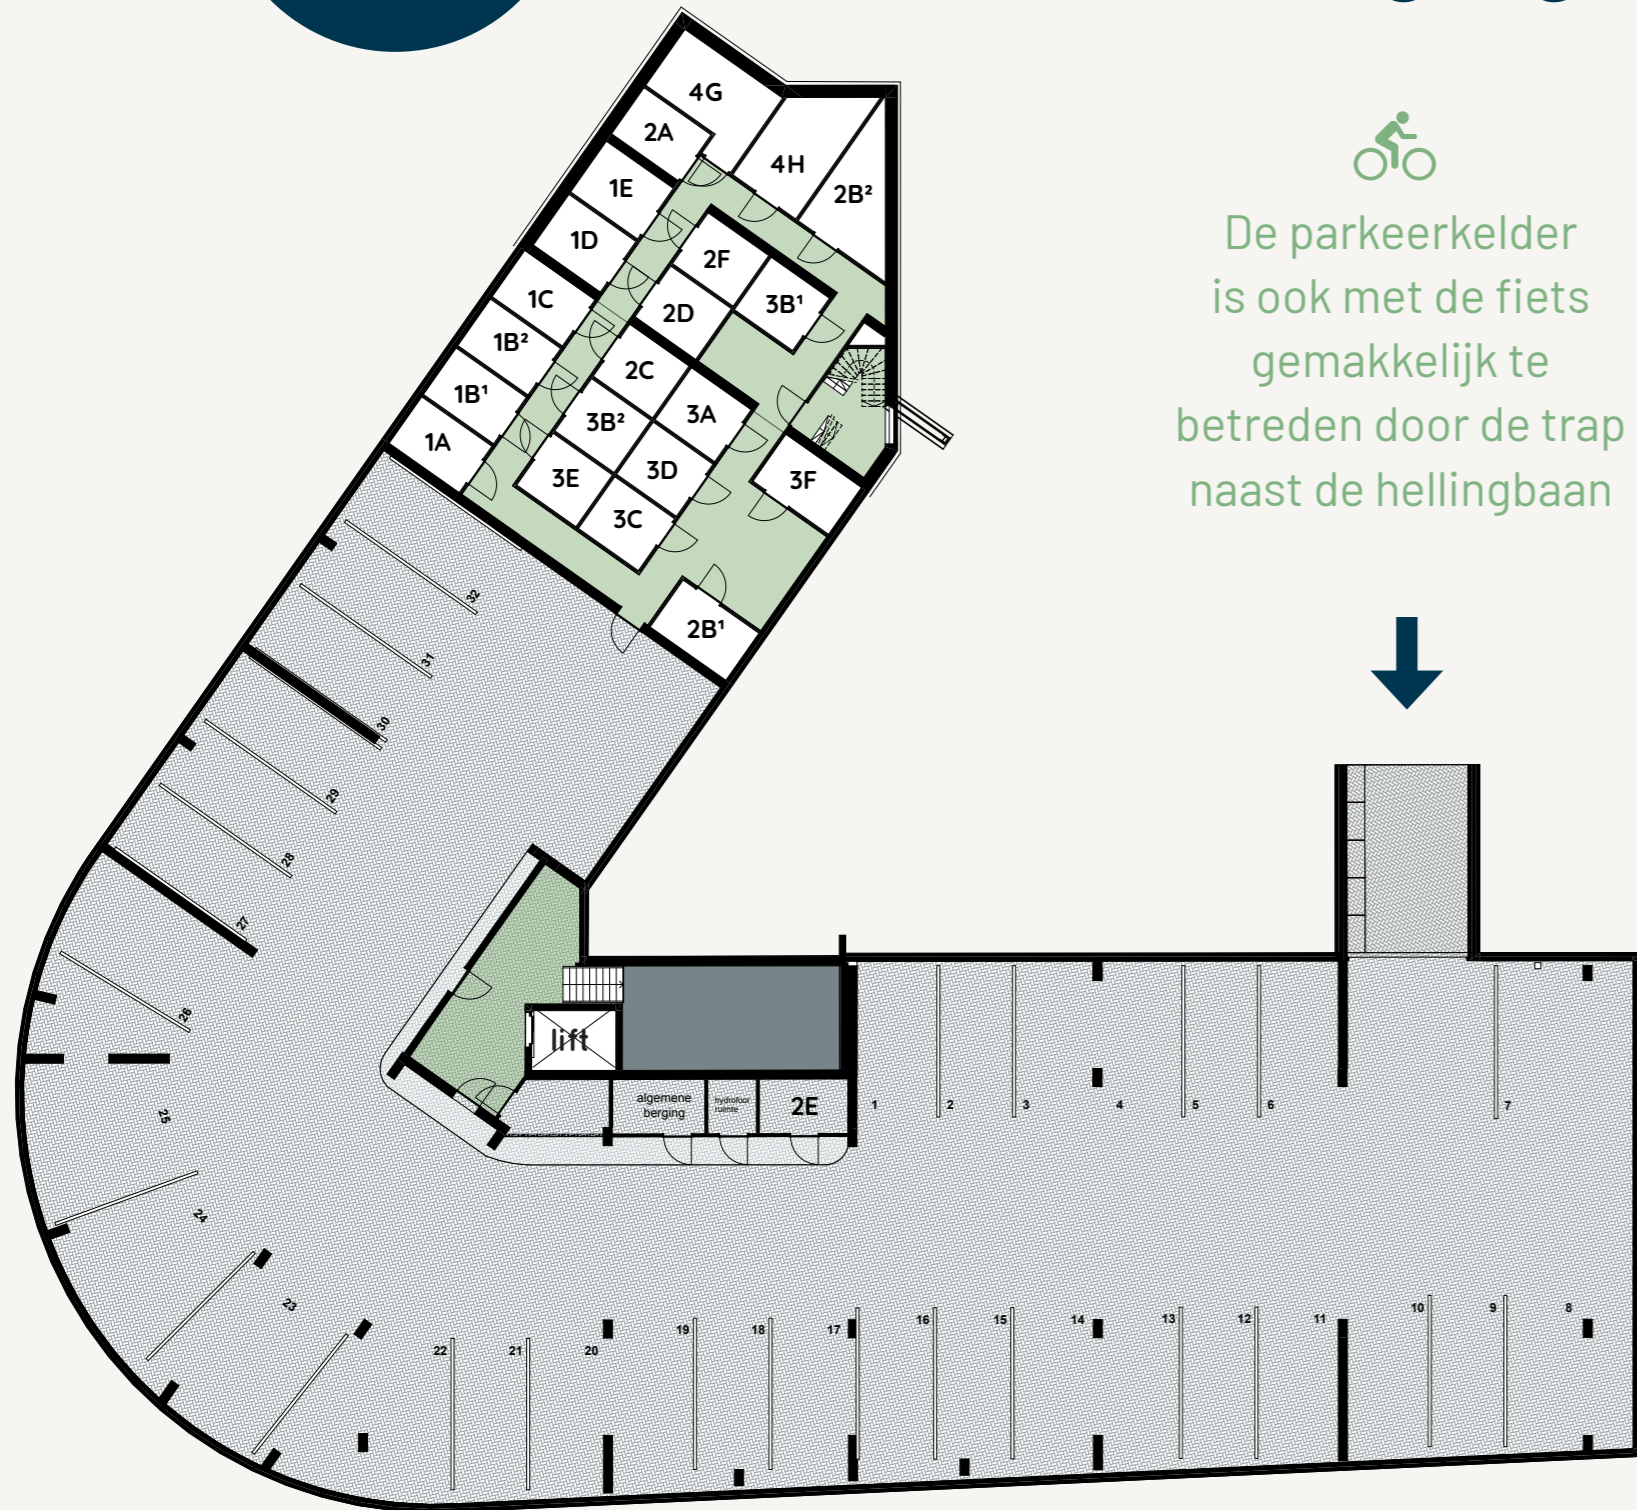 4G
2A
4H
1E
2B²
1D
2F
1C
3B¹
2D
1B²
2C
1B¹
3A
3B²
1A
3D
3E
3F
3C
2B¹
De parkeerkelder
is ook met de fiets
gemakkelijk te
betreden door de trap
naast de hellingbaan
32
31
30
29
28
27
26
25
24
23
lift
algemene
berging
hydrofoor
ruimte
2E
1
2
3
4
5
6
7
22
21
20
19
18
17
16
15
14
13
12
11
10
9
8